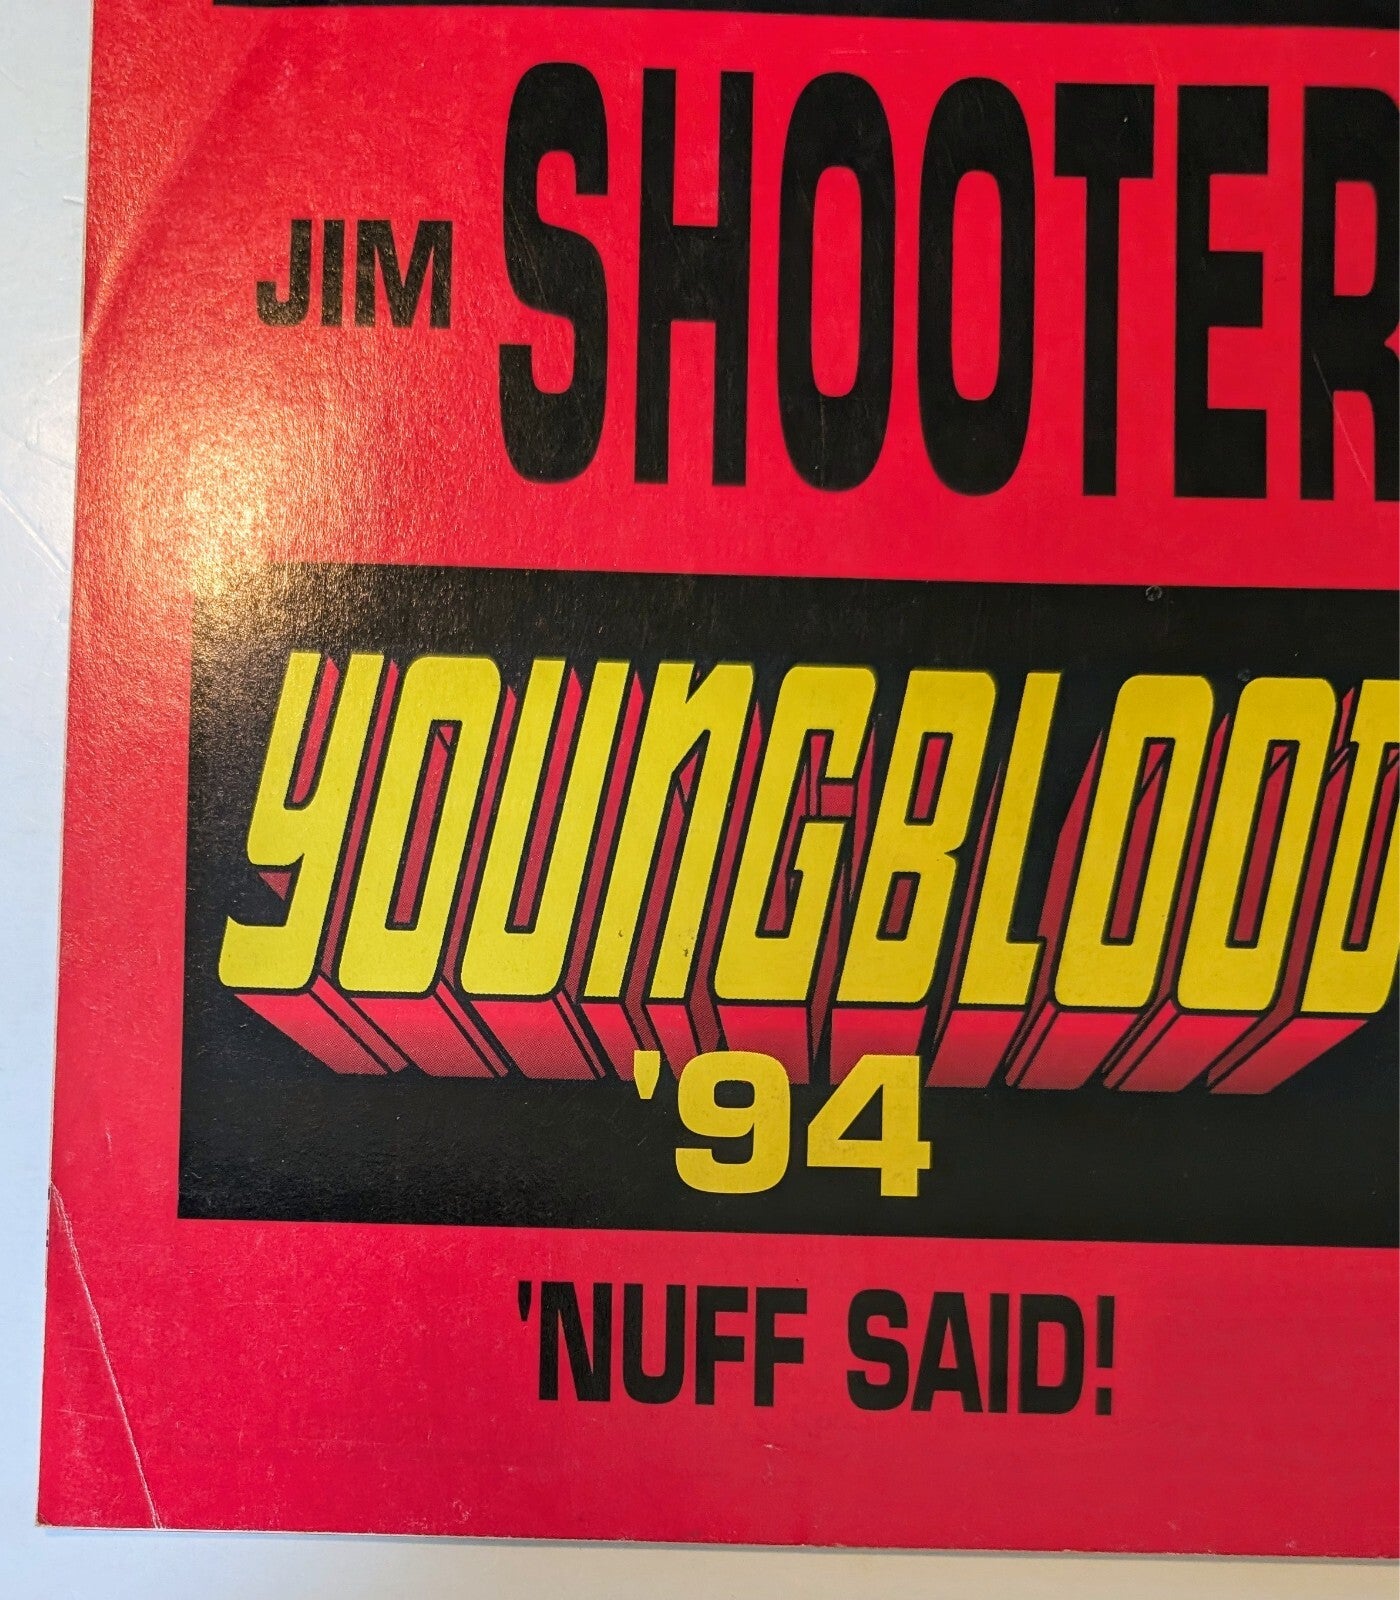 JIM SHOOTER
YOUNGBLOOD
'94
'NUFF SAID!